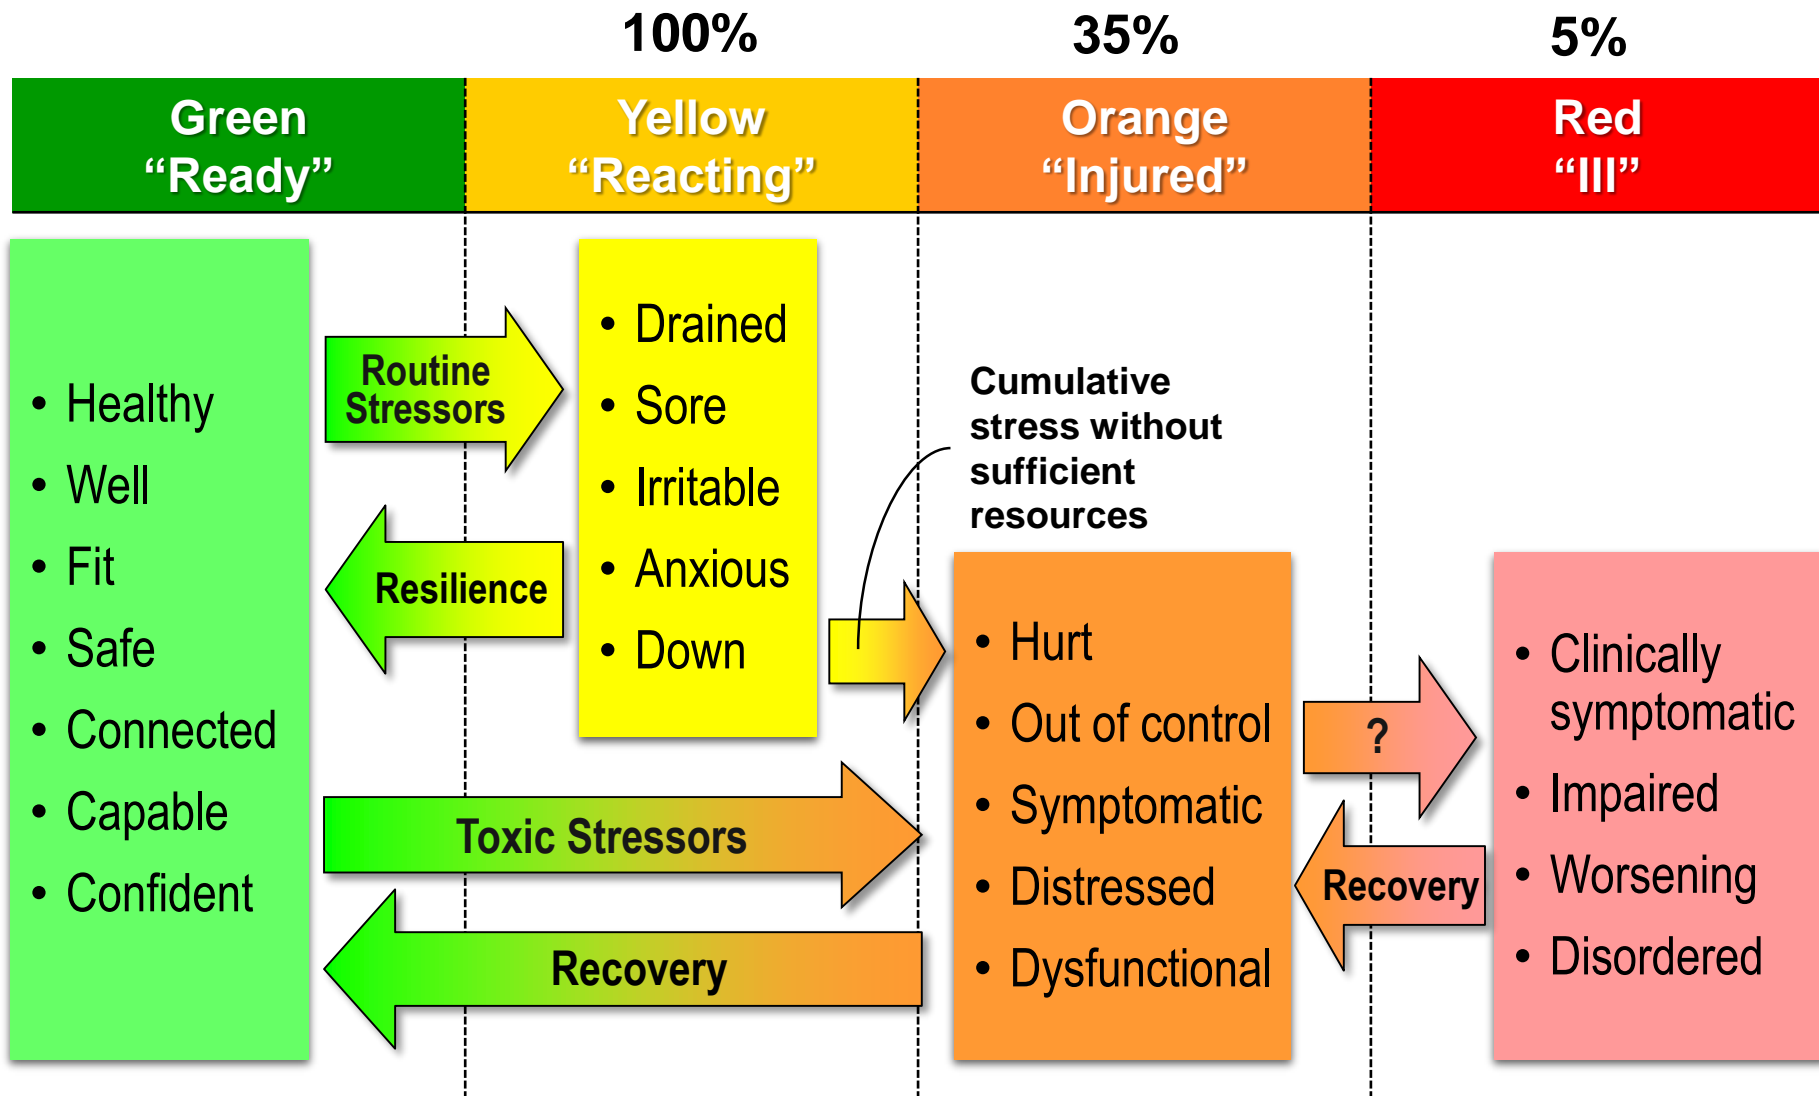 100%
35%
5%
Green
“Ready”
Yellow
“Reacting”
Orange
“Injured”
Red
“Ill”
• Healthy
• Well
• Fit
• Safe
• Connected
• Capable
• Confident
Routine
Stressors
Resilience
• Drained
• Sore
• Irritable
• Anxious
• Down
Cumulative
stress without
sufficient
resources
Toxic Stressors
Recovery
• Hurt
• Out of control
• Symptomatic
• Distressed
• Dysfunctional
?
Recovery
• Clinically
symptomatic
• Impaired
• Worsening
• Disordered